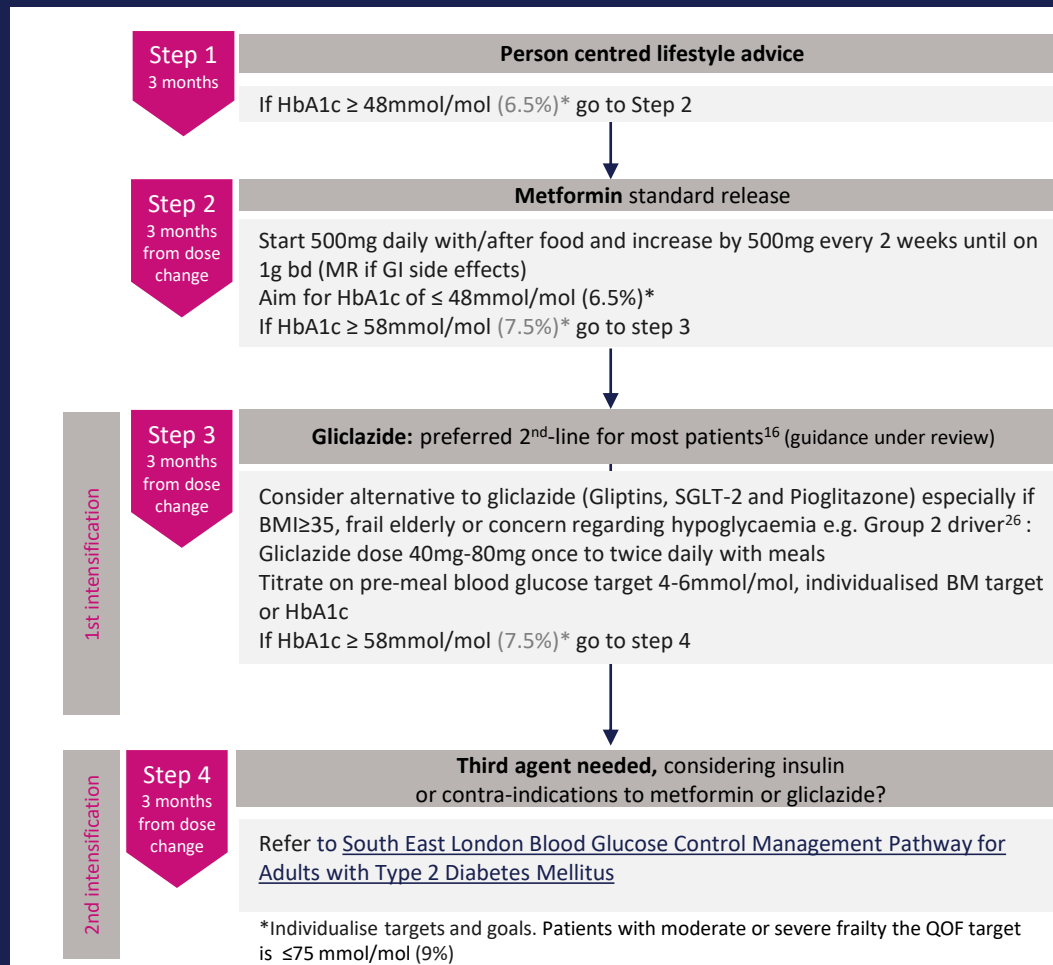 Step 1
3 months
Person centred lifestyle advice
If HbA1c ≥ 48mmol/mol (6.5%)* go to Step 2
Step 2
3 months
from dose
change
Metformin standard release
Start 500mg daily with/after food and increase by 500mg every 2 weeks until on
1g bd (MR if GI side effects)
Aim for HbA1c of ≤ 48mmol/mol (6.5%)*
If HbA1c ≥ 58mmol/mol (7.5%)* go to step 3
1st intensification
Step 3
3 months
from dose
change
Gliclazide: preferred 2nd-line for most patients16 (guidance under review)
Consider alternative to gliclazide (Gliptins, SGLT-2 and Pioglitazone) especially if
BMI≥35, frail elderly or concern regarding hypoglycaemia e.g. Group 2 driver26 :
Gliclazide dose 40mg-80mg once to twice daily with meals
Titrate on pre-meal blood glucose target 4-6mmol/mol, individualised BM target
or HbA1c
If HbA1c ≥ 58mmol/mol (7.5%)* go to step 4
2nd intensification
Step 4
3 months
from dose
change
Third agent needed, considering insulin
or contra-indications to metformin or gliclazide?
Refer to South East London Blood Glucose Control Management Pathway for
Adults with Type 2 Diabetes Mellitus
*Individualise targets and goals. Patients with moderate or severe frailty the QOF target
is ≤75 mmol/mol (9%)